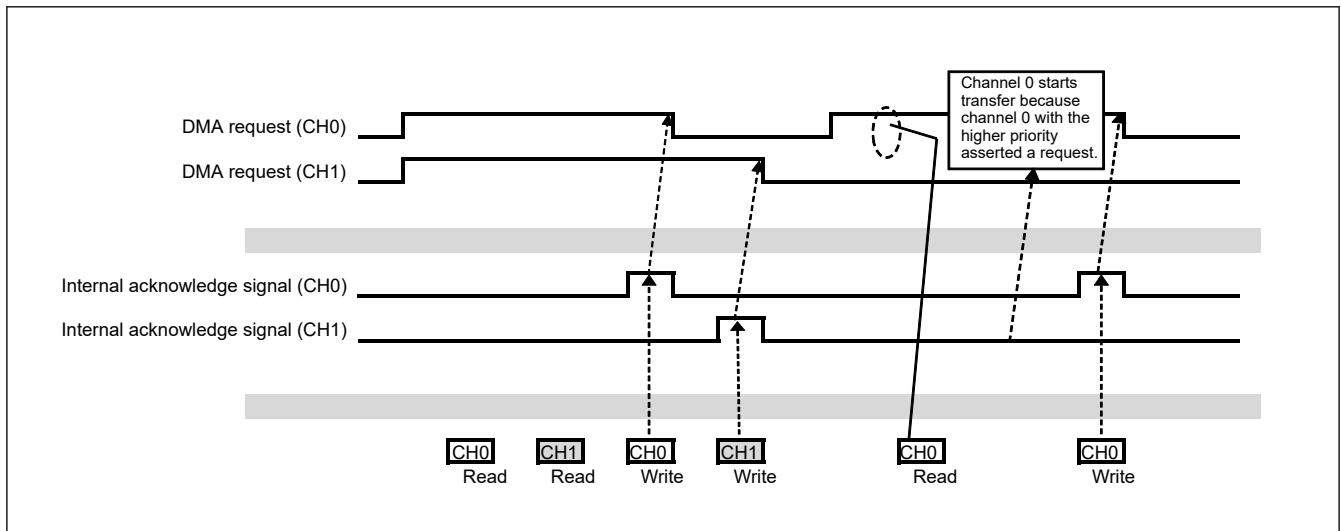 Channel 0 starts
transfer because
channel 0 with the
higher priority
asserted a request.
DMA request (CH0)
DMA request (CH1)
Internal acknowledge signal (CH0)
Internal acknowledge signal (CH1)
CH0 CH1 CH0 CH1 CH0 CH0
Read Read Write Write Read Write